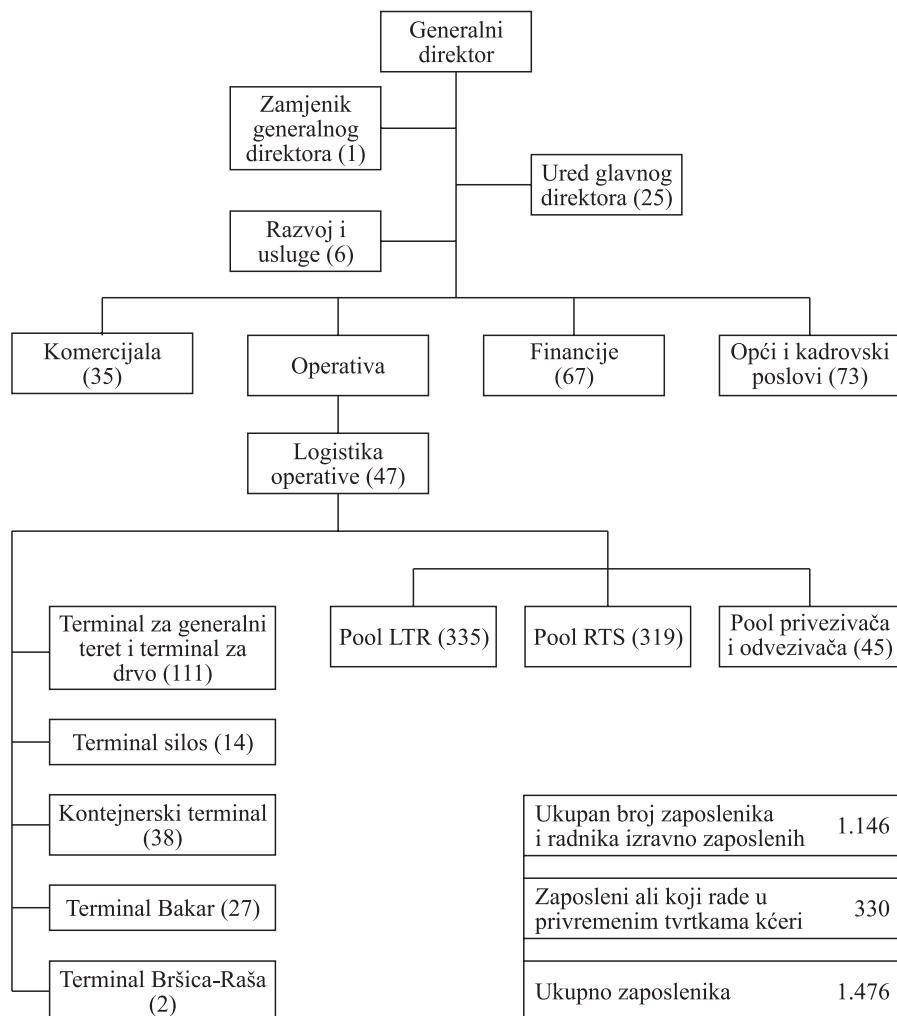 Generalni
direktor
Zamjenik
generalnog
direktora (1)
Ured glavnog
direktora (25)
Razvoj i
usluge (6)
Komercijala
(35)
Operativa
Financije
(67)
Opći i kadrovski
poslovi (73)
Logistika
operative (47)
Terminal za generalni
teret i terminal za
drvo (111)
Pool LTR (335)
Pool RTS (319)
Pool privezivača
i odvezivača (45)
Terminal silos (14)
Kontejnerski terminal
(38)
Terminal Bakar (27)
Terminal Bršica-Raša
(2)
Ukupan broj zaposlenika
i radnika izravno zaposlenih 1.146
Zaposleni ali koji rade u
privremenim tvrtkama kćeri 330
Ukupno zaposlenika 1.476